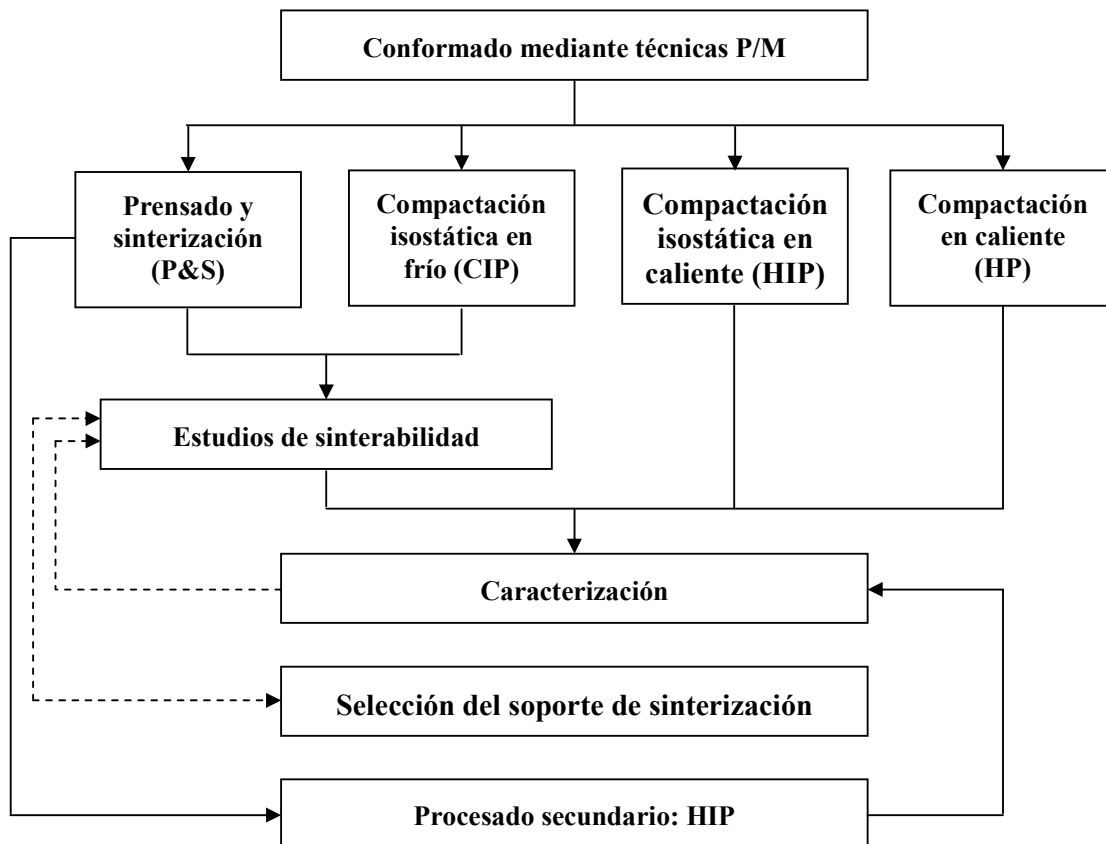 Conformado mediante técnicas P/M
Prensado y
sinterización
(P&S)
Compactación
isostática en
frío (CIP)
Compactación
isostática en
caliente (HIP)
Compactación
en caliente
(HP)
Estudios de sinterabilidad
Caracterización
Selección del soporte de sinterización
Procesado secundario: HIP